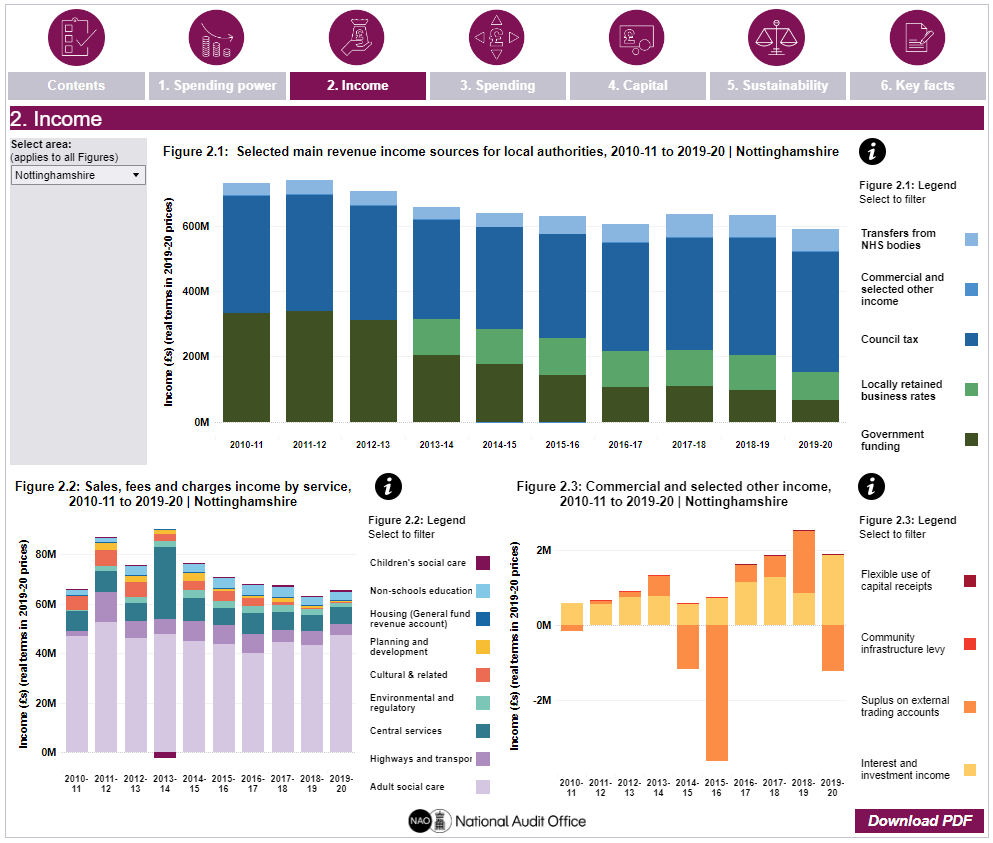 Contents
1. Spending power
2. Income
3. Spending
4. Capital
5. Sustainability
6. Key facts
2. Income
Select area:
(applies to all Figures)
Nottinghamshire
Figure 2.1: Selected main revenue income sources for local authorities, 2010-11 to 2019-20 | Nottinghamshire
Income (£s) (real terms in 2019-20 prices)
600M
400M
200M
0M
2010-11
2011-12
2012-13
2013-14
2014-15
2015-16
2016-17
2017-18
2018-19
2019-20
i
Figure 2.1: Legend
Select to filter
Transfers from
NHS bodies
Commercial and
selected other
income
Council tax
Locally retained
business rates
Government
funding
Figure 2.2: Sales, fees and charges income by service,
2010-11 to 2019-20 | Nottinghamshire
Income (£s) (real terms in 2019-20 prices)
80M
60M
40M
20M
0M
2010-
11
2011-
12
2012-
13
2013-
14
2014-
15
2015-
16
2016-
17
2017-
18
2018-
19
2019-
20
i
Figure 2.2: Legend
Select to filter
Children's social care
Non-schools education
Housing (General fund
revenue account)
Planning and
development
Cultural & related
Environmental and
regulatory
Central services
Highways and transpor
Adult social care
Figure 2.3: Commercial and selected other income,
2010-11 to 2019-20 | Nottinghamshire
Income (£s) (real terms in 2019-20 prices)
2M
0M
-2M
2010-
11
2011-
12
2012-
13
2013-
14
2014-
15
2015-
16
2016-
17
2017-
18
2018-
19
2019-
20
i
Figure 2.3: Legend
Select to filter
Flexible use of
capital receipts
Community
infrastructure levy
Suplus on external
trading accounts
Interest and
investment income
NAO National Audit Office
Download PDF